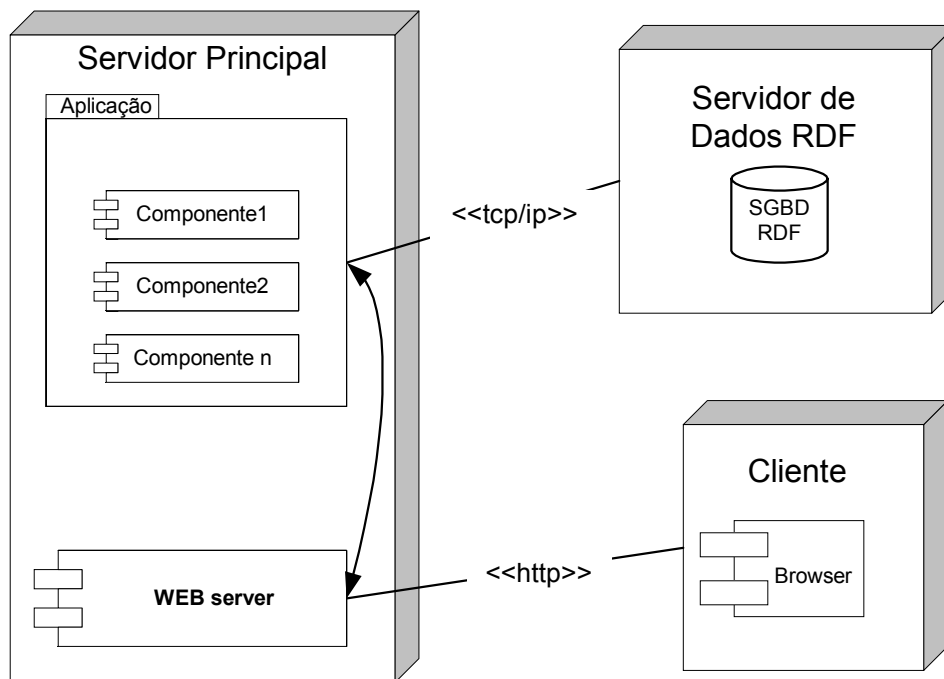 Servidor Principal
Aplicação
Componente1
Componente2
Componente n
WEB server
<<tcp/ip>>
<<http>>
Servidor de
Dados RDF
SGBD
RDF
Cliente
Browser